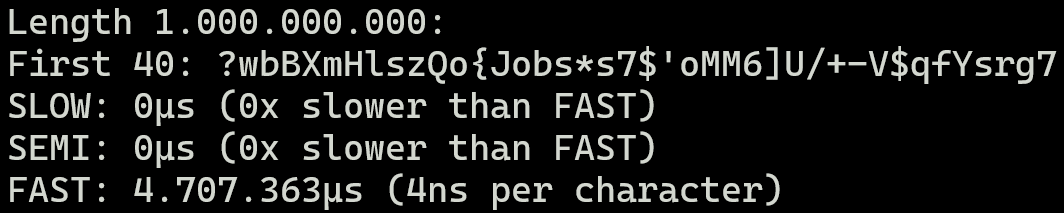 Length 1.000.000.000:
First 40: ?wbBXmHlszQo{Jobs*s7$'oMM6]U/+-V$qfYsrg7
SLOW: 0µs (0x slower than FAST)
SEMI: 0µs (0x slower than FAST)
FAST: 4.707.363µs (4ns per character)